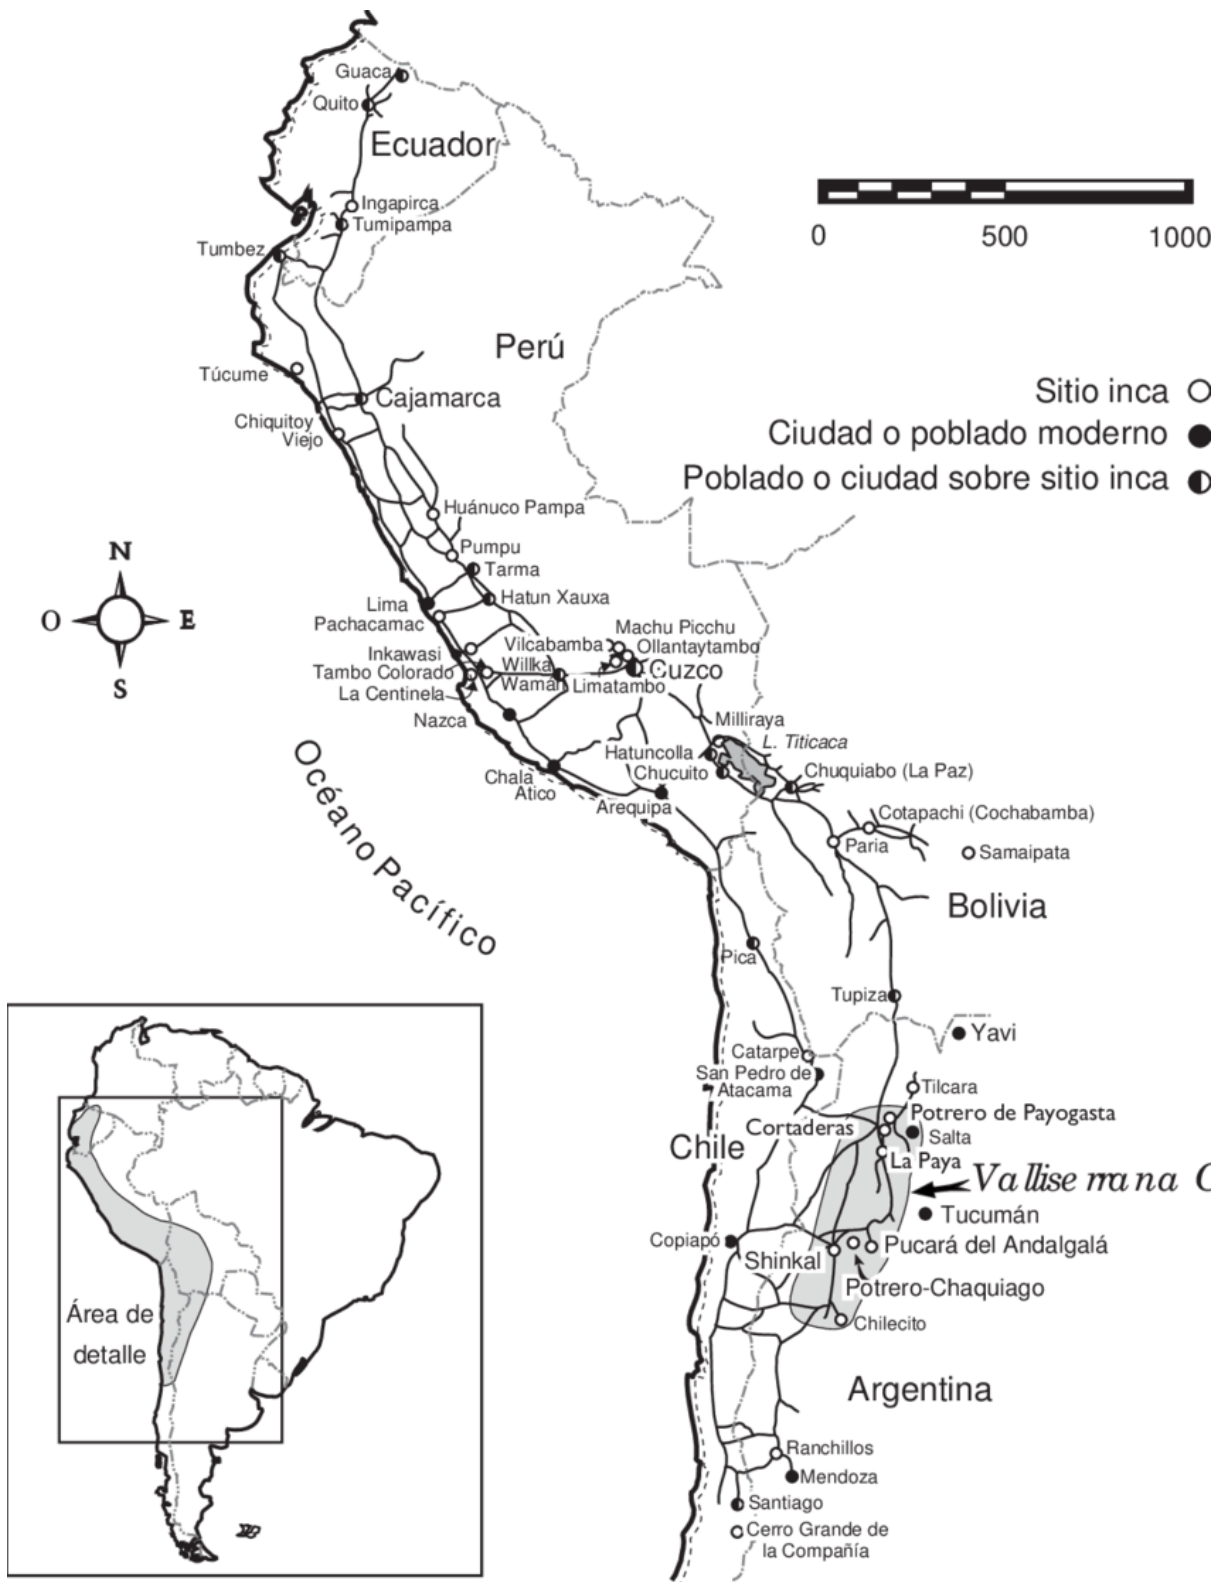 Guaca
Quito
Ecuador
Ingapirca
Tumipampa
Tumbez
0 500 1000
Perú
Túcume
Cajamarca
Chiquitoy
Viejo
Sitio inca
Ciudad o poblado moderno
Poblado o ciudad sobre sitio inca
Huánuco Pampa
Pumpu
Tarma
Hatun Xauxa
N
O E
S
Lima
Pachacamac
Inkawasi
Tambo Colorado
La Centinela
Nazca
Machu Picchu
Vilcabamba
Ollantaytambo
Willka
Waman
Limatambo
Cuzco
Milliraya
L. Titicaca
Hatuncolla
Chucuito
Chuquiabo (La Paz)
Chala
Atico
Arequipa
Cotapachi (Cochabamba)
Paria
Samaipata
Océano Pacífico
Bolivia
Pica
Tupiza
Yavi
Catarpe
San Pedro de
Atacama
Tilcara
Potrero de Payogasta
Cortaderas
Salta
Chile
La Paya
Valliserrana C
Tucumán
Copiapó
Shinkal
Pucará del Andalgalá
Potrero-Chaquiago
Chilecito
Argentina
Ranchillos
Mendoza
Santiago
Cerro Grande de
la Compañía
Área de
detalle